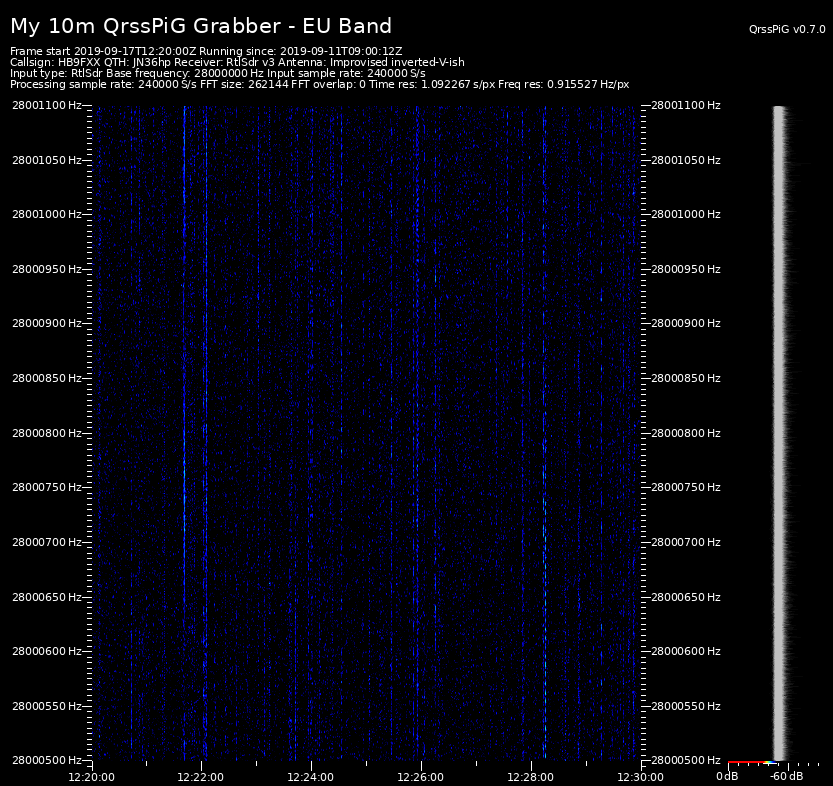 My 10m QrssPiG Grabber - EU Band
QrssPiG v0.7.0
Frame start 2019-09-17T12:20:00Z Running since: 2019-09-11T09:00:12Z
Callsign: HB9FXX QTH: JN36hp Receiver: RtlSdr v3 Antenna: Improvised inverted-V-ish
Input type: RtlSdr Base frequency: 28000000 Hz Input sample rate: 240000 S/s
Processing sample rate: 240000 S/s FFT size: 262144 FFT overlap: 0 Time res: 1.092267 s/px Freq res: 0.915527 Hz/px
28001100 Hz 28001100 Hz
28001050 Hz 28001050 Hz
28001000 Hz 28001000 Hz
28000950 Hz 28000950 Hz
28000900 Hz 28000900 Hz
28000850 Hz 28000850 Hz
28000800 Hz 28000800 Hz
28000750 Hz 28000750 Hz
28000700 Hz 28000700 Hz
28000650 Hz 28000650 Hz
28000600 Hz 28000600 Hz
28000550 Hz 28000550 Hz
28000500 Hz 28000500 Hz
12:20:00 12:22:00 12:24:00 12:26:00 12:28:00 12:30:00 0 dB -60 dB